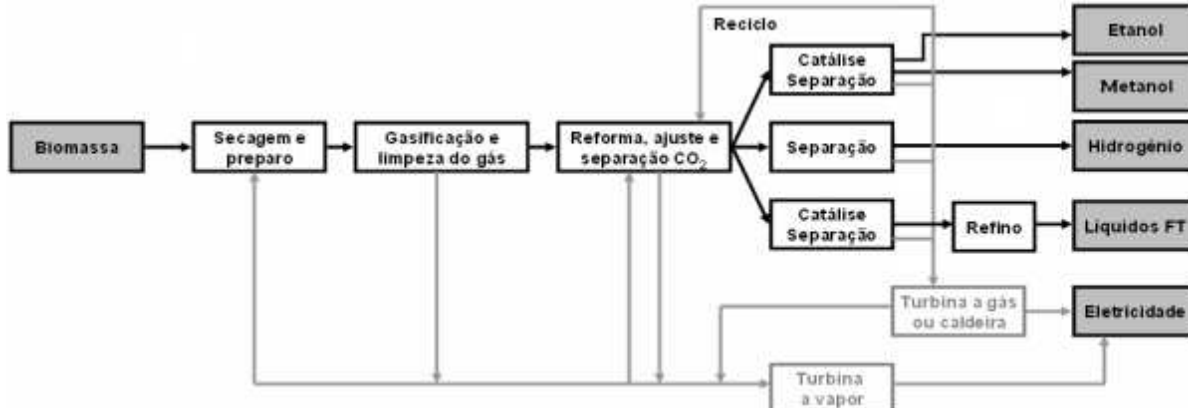 Reciclo
Etanol
Catálise
Separação
Metanol
Biomassa
Secagem e
preparo
Gasificação e
limpeza do gás
Reforma, ajuste e
separação CO₂
Separação
Hidrogênio
Catálise
Separação
Refino
Líquidos FT
Turbina a gás
ou caldeira
Eletricidade
Turbina
a vapor